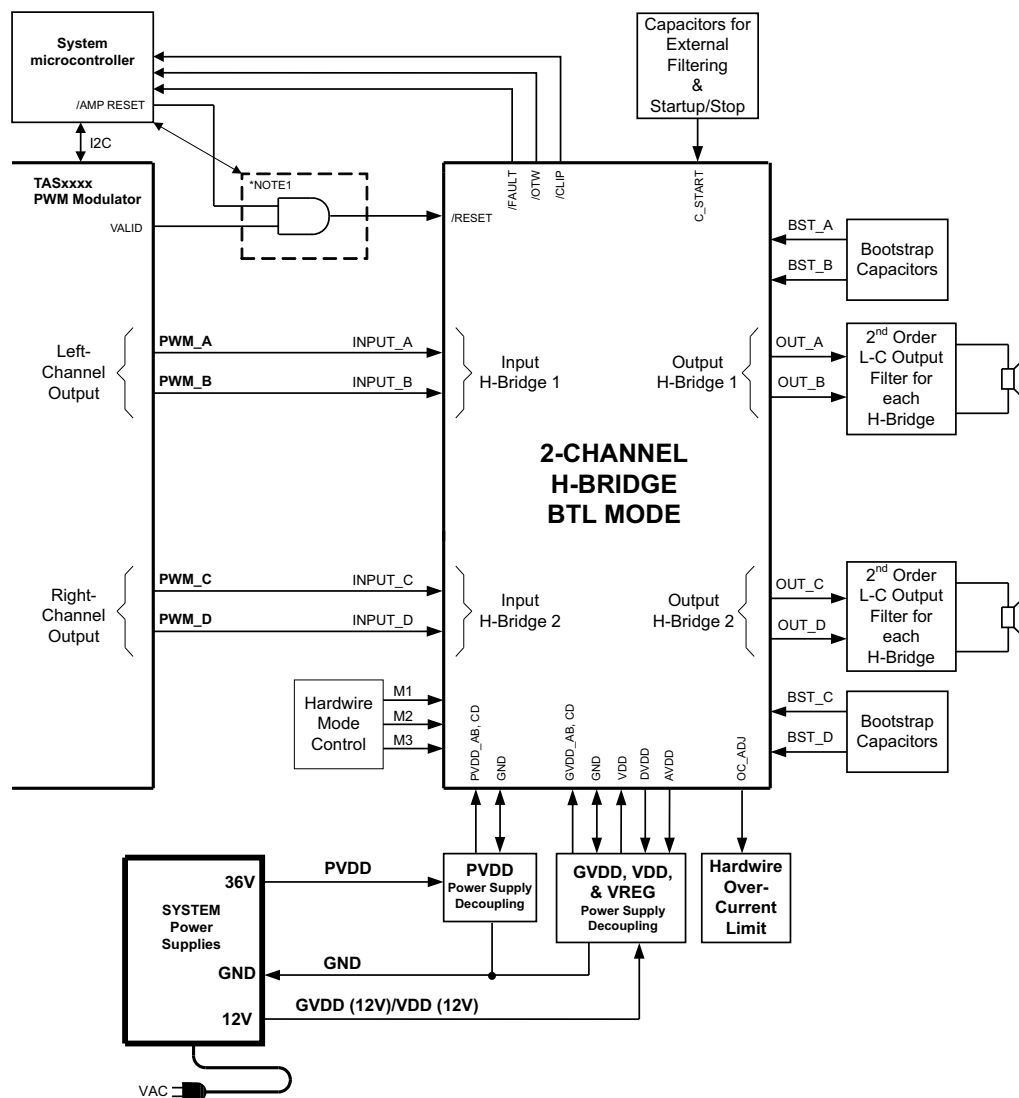 System
microcontroller
/AMP RESET
I2C
Capacitors for
External
Filtering
&
Startup/Stop
TASxxxx
PWM Modulator
VALID
*NOTE1
/RESET
/FAULT
/OTW
/CLIP
C_START
BST_A
BST_B
Bootstrap
Capacitors
Left-
Channel
Output
PWM_A
INPUT_A
PWM_B
INPUT_B
Input
H-Bridge 1
Output
H-Bridge 1
OUT_A
OUT_B
2nd Order
L-C Output
Filter for
each
H-Bridge
2-CHANNEL
H-BRIDGE
BTL MODE
Right-
Channel
Output
PWM_C
INPUT_C
PWM_D
INPUT_D
Input
H-Bridge 2
Output
H-Bridge 2
OUT_C
OUT_D
2nd Order
L-C Output
Filter for
each
H-Bridge
Hardwire
Mode
Control
M1
M2
M3
PVDD_AB, CD
GND
GVDD_AB, CD
GND
VDD
DVDD
AVDD
OC_ADJ
BST_C
BST_D
Bootstrap
Capacitors
36V
SYSTEM
Power
Supplies
GND
12V
PVDD
PVDD
Power Supply
Decoupling
GVDD, VDD,
& VREG
Power Supply
Decoupling
Hardwire
Over-
Current
Limit
GND
GVDD (12V)/VDD (12V)
VAC